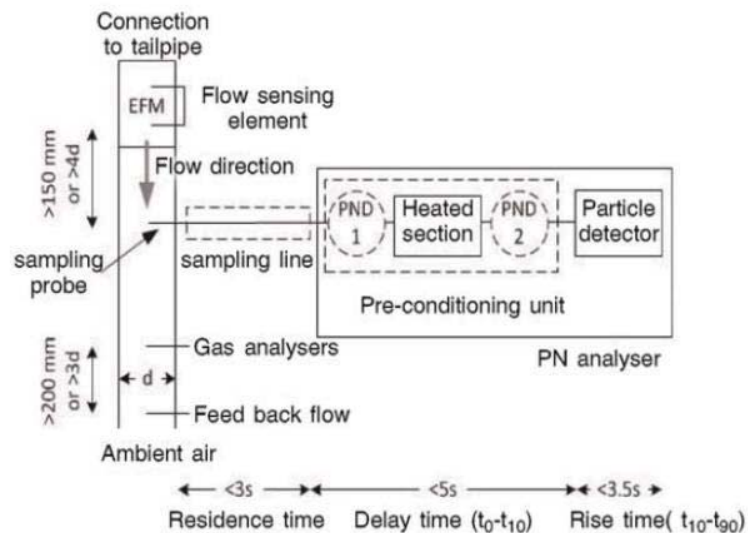 Connection
to tailpipe
EFM
Flow sensing
element
>150 mm
or >4d
Flow direction
PND
1
Heated
section
PND
2
Particle
detector
sampling
probe
sampling line
Pre-conditioning unit
PN analyser
>200 mm
or >3d
d
Gas analysers
Feed back flow
Ambient air
<3s
<5s
<3.5s
Residence time
Delay time (t0-t10)
Rise time( t10-t90)